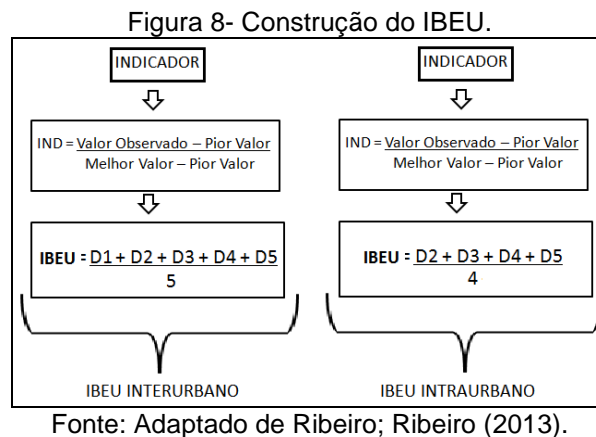 Figura 8- Construção do IBEU.
INDICADOR
IND = Valor Observado – Pior Valor
Melhor Valor – Pior Valor
IBEU = D1 + D2 + D3 + D4 + D5
5
IBEU INTERURBANO
INDICADOR
IND = Valor Observado – Pior Valor
Melhor Valor – Pior Valor
IBEU = D2 + D3 + D4 + D5
4
IBEU INTRAURBANO
Fonte: Adaptado de Ribeiro; Ribeiro (2013).